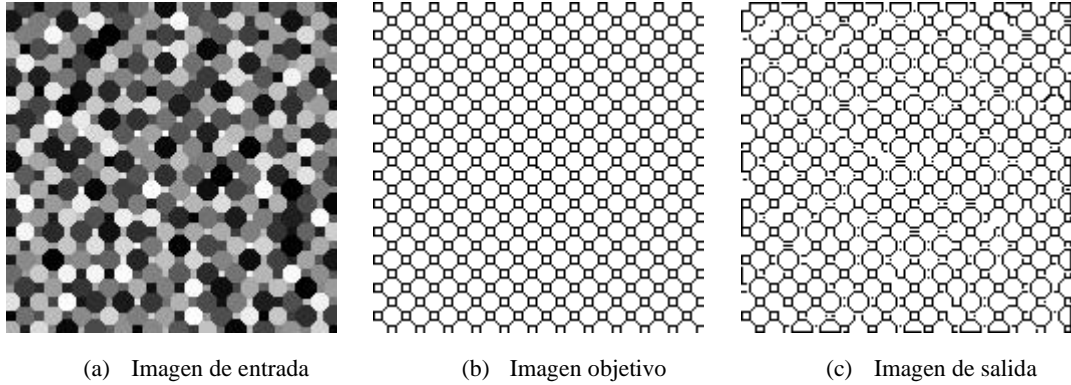 (a) Imagen de entrada
(b) Imagen objetivo
(c) Imagen de salida